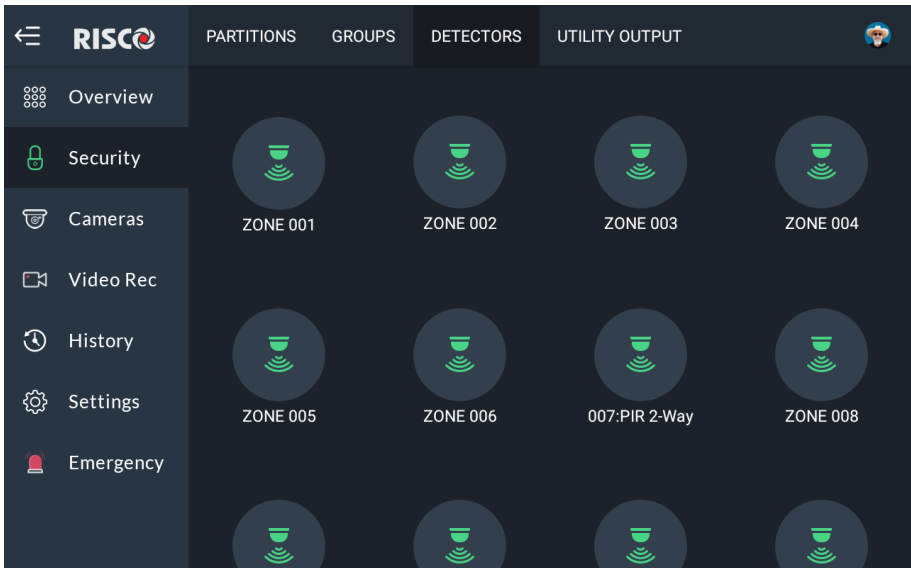 RISCO
PARTITIONS GROUPS DETECTORS UTILITY OUTPUT
Overview
Security
Cameras
Video Rec
History
Settings
Emergency
ZONE 001 ZONE 002 ZONE 003 ZONE 004
ZONE 005 ZONE 006 007:PIR 2-Way ZONE 008